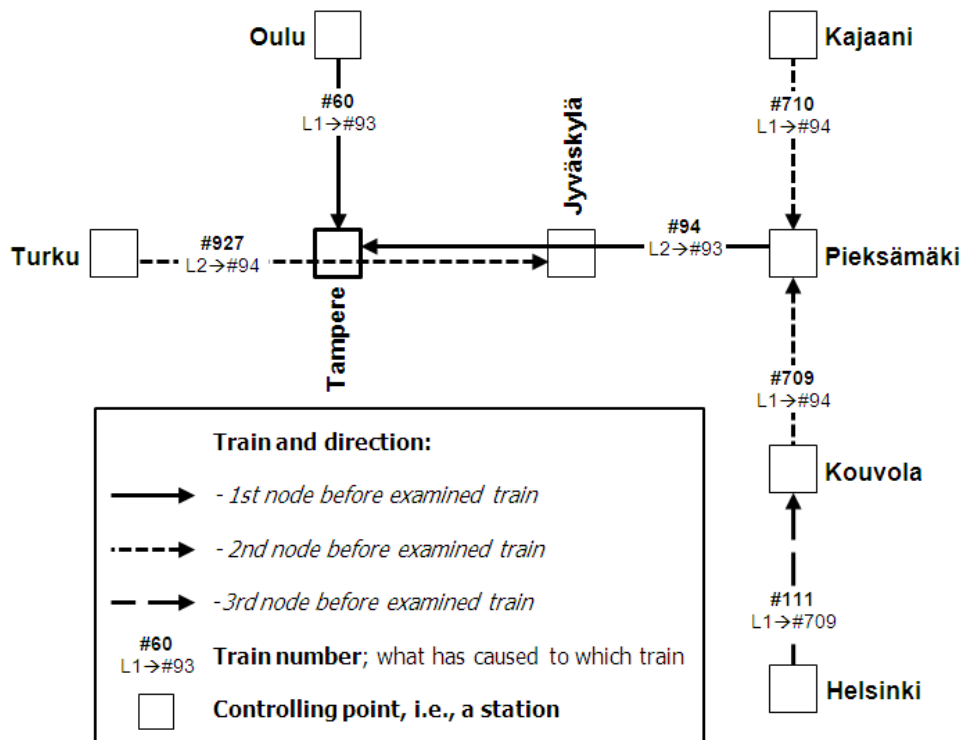 Oulu
Kajaani
#60
L1→#93
#710
L1→#94
Jyväskylä
Turku
#927
L2→#94
#94
L2→#93
Pieksämäki
Tampere
#709
L1→#94
Kouvola
#111
L1→#709
Helsinki
Train and direction:
- 1st node before examined train
- 2nd node before examined train
-3rd node before examined train
#60
L1→#93
Train number; what has caused to which train
Controlling point, i.e., a station